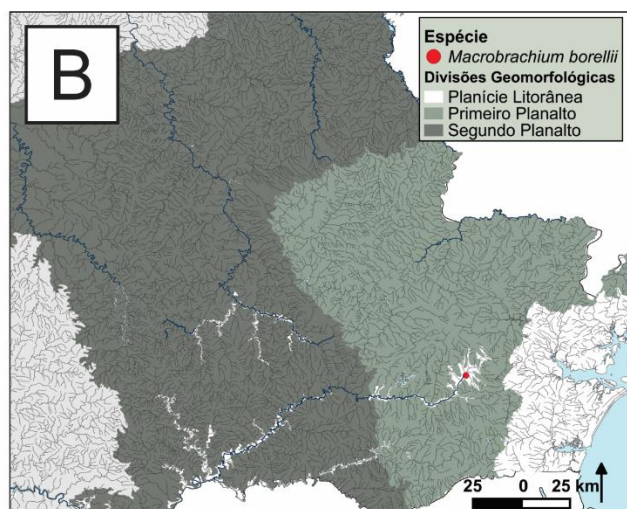 B
Espécie
Macrobrachium borellii
Divisões Geomorfológicas
Planície Litorânea
Primeiro Planalto
Segundo Planalto
25 0 25 km